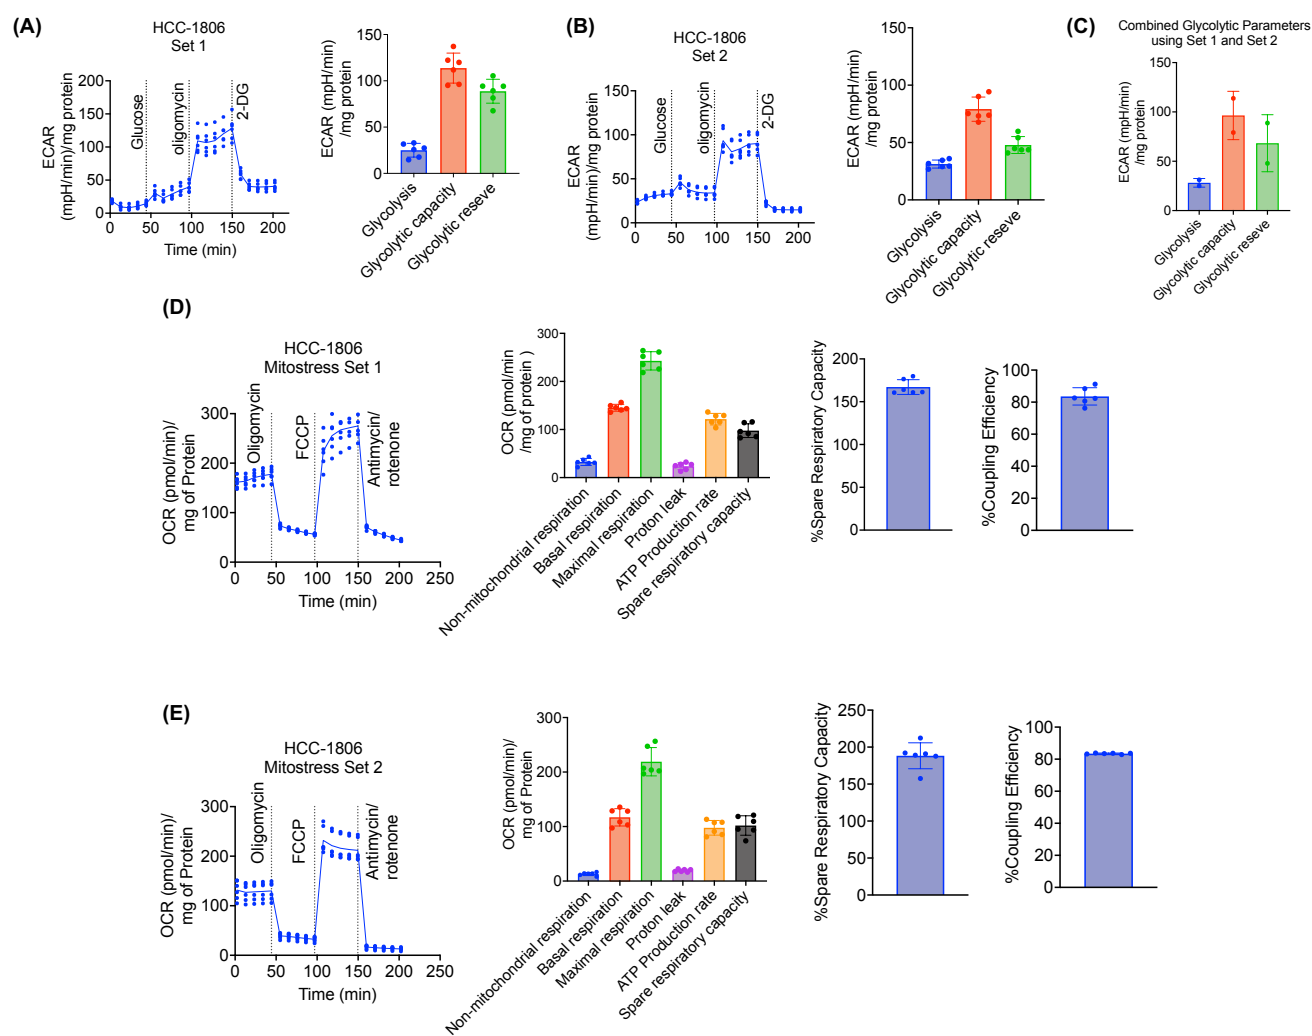 (A)
HCC-1806
Set 1
ECAR
(mpH/min)/mg protein
200
150
100
50
0
Glucose
oligomycin
2-DG
0 50 100 150 200
Time (min)
ECAR (mpH/min)
/mg protein
150
100
50
0
Glycolysis
Glycolytic capacity
Glycolytic reseve
(B)
HCC-1806
Set 2
ECAR
(mpH/min)/mg protein
150
100
50
0
Glucose
oligomycin
2-DG
0 50 100 150 200
Time (min)
ECAR (mpH/min)
/mg protein
150
100
50
0
Glycolysis
Glycolytic capacity
Glycolytic reseve
(C)
Combined Glycolytic Parameters
using Set 1 and Set 2
ECAR (mpH/min)
/mg protein
150
100
50
0
Glycolysis
Glycolytic capacity
Glycolytic reseve
(D)
HCC-1806
Mitostress Set 1
OCR (pmol/min)/
mg of Protein
300
200
100
0
Oligomycin
FCCP
Antimycin/
rotenone
0 50 100 150 200 250
Time (min)
OCR (pmol/min
/mg of protein )
300
200
100
0
Non-mitochondrial respiration
Basal respiration
Maximal respiration
Proton leak
ATP Production rate
Spare respiratory capacity
%Spare Respiratory Capacity
200
150
100
50
0
%Coupling Efficiency
100
80
60
40
20
0
(E)
HCC-1806
Mitostress Set 2
OCR (pmol/min)/
mg of Protein
300
200
100
0
Oligomycin
FCCP
Antimycin/
rotenone
0 50 100 150 200 250
Time (min)
OCR (pmol/min)/
mg of Protein
300
200
100
0
Non-mitochondrial respiration
Basal respiration
Maximal respiration
Proton leak
ATP Production rate
Spare respiratory capacity
%Spare Respiratory Capacity
250
200
150
100
50
0
%Coupling Efficiency
100
80
60
40
20
0